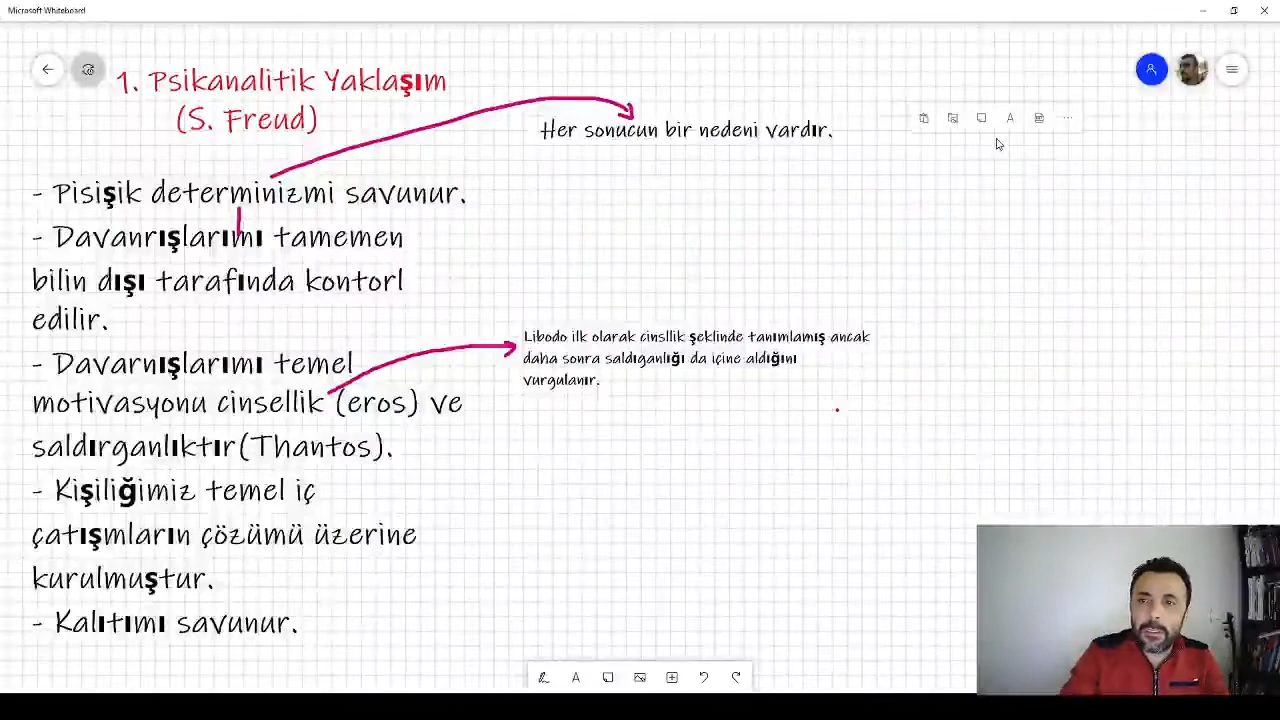 Microsoft Whiteboard
1. Psikanalitik Yaklaşım
(S. Freud)
Her sonucun bir nedeni vardır.
- Pisişik determinizmi savunur.
- Davanrışlarımı tamemen
bilin dışı tarafında kontorl
edilir.
- Davarnışlarımı temel
motivasyonu cinsellik (eros) ve
saldırganlıktır(Thantos).
- Kişiliğimiz temel iç
çatışmların çözümü üzerine
kurulmuştur.
- Kalıtımı savunur.
Libodo ilk olarak cinsllik şeklinde tanımlamış ancak
daha sonra saldıganlığı da içine aldığını
vurgulanır.